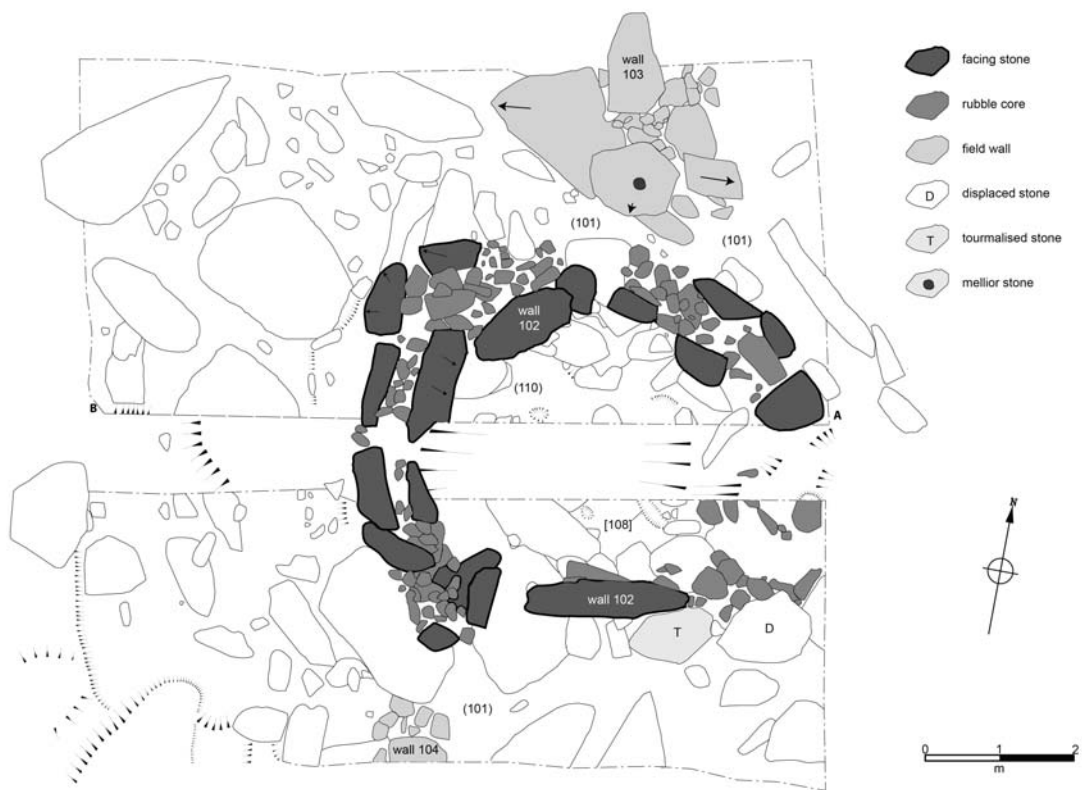 wall
103
(101)
(101)
wall
102
(110)
B
A
[108]
wall 102
T
D
(101)
wall 104
facing stone
rubble core
field wall
D
displaced stone
T
tourmalised stone
mellior stone
N
0 1 2
m